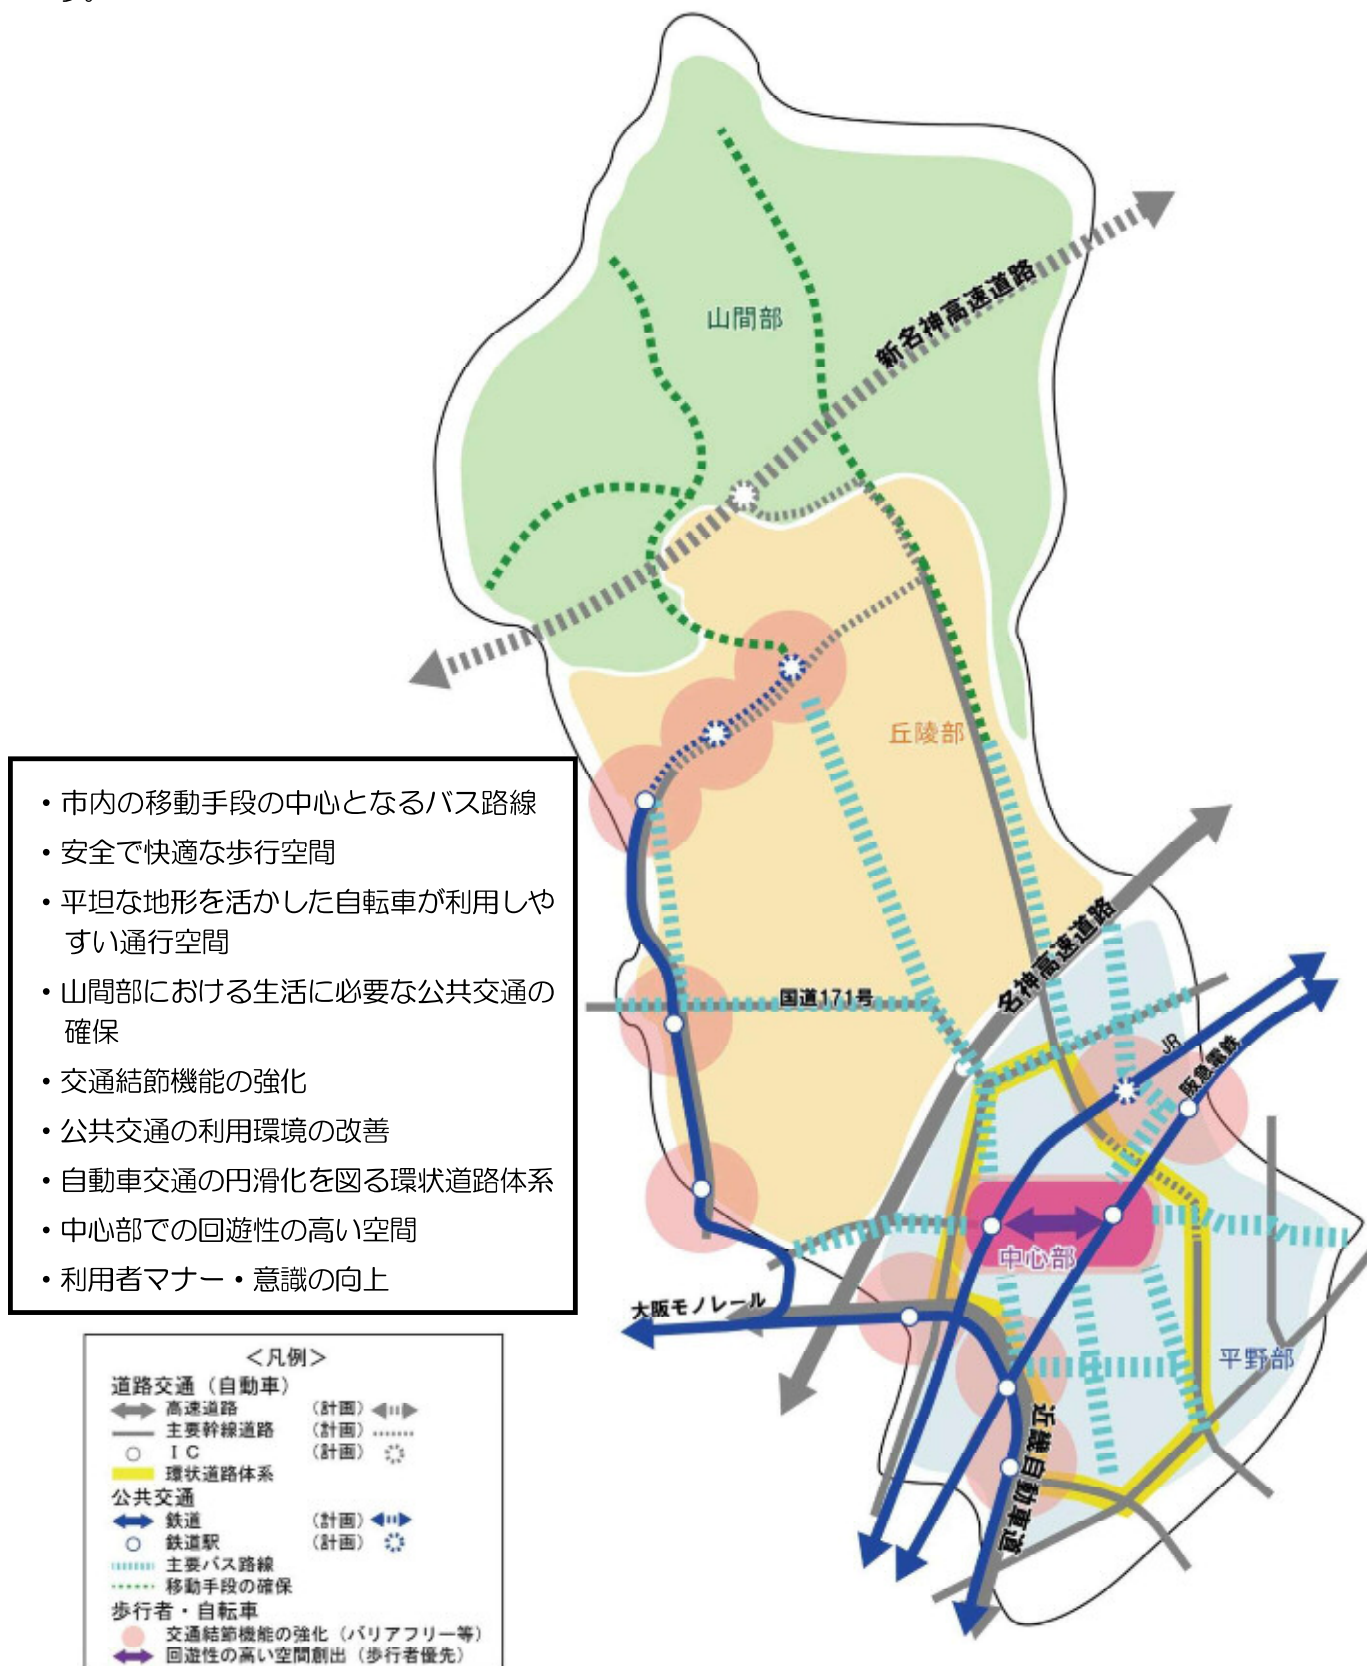 す。
山間部
新名神高速道路
丘陵部
・市内の移動手段の中心となるバス路線
・安全で快適な歩行空間
・平坦な地形を活かした自転車が利用しや
すい通行空間
・山間部における生活に必要な公共交通の
確保
・交通結節機能の強化
・公共交通の利用環境の改善
・自動車交通の円滑化を図る環状道路体系
・中心部での回遊性の高い空間
・利用者マナー・意識の向上
名神高速道路
国道171号
JR
阪急電鉄
中心部
大阪モノレール
平野部
近畿自動車道
<凡例>
道路交通（自動車）
高速道路 （計画）
主要幹線道路 （計画）
ＩＣ （計画）
環状道路体系
公共交通
鉄道 （計画）
鉄道駅 （計画）
主要バス路線
移動手段の確保
歩行者・自転車
交通結節機能の強化（バリアフリー等）
回遊性の高い空間創出（歩行者優先）